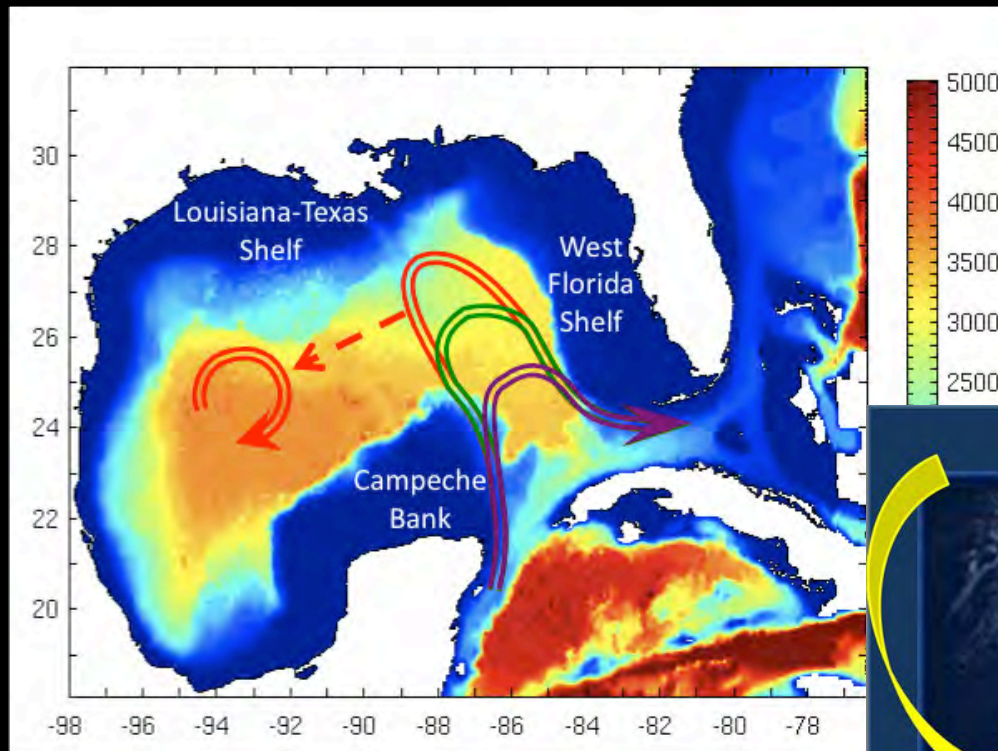 5000
4500
4000
3500
3000
2500
30
28
26
24
22
20
Louisiana-Texas
Shelf
West
Florida
Shelf
Campeche
Bank
-98 -96 -94 -92 -90 -88 -86 -84 -82 -80 -78